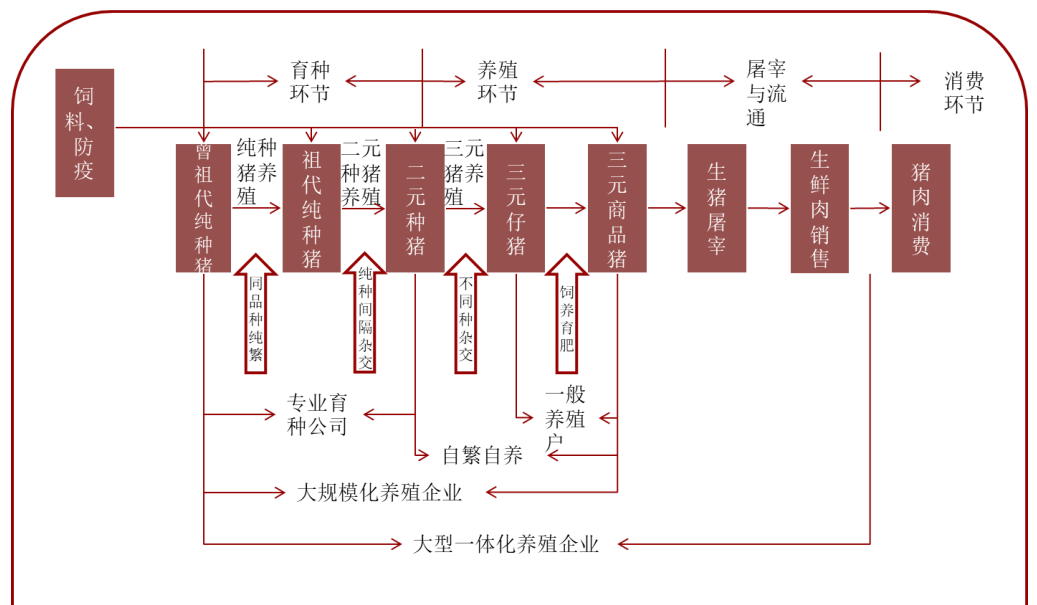 育种
环节
养殖
环节
屠宰
与流
通
消费
环节
饲
料、
防
疫
纯种
猪养
殖
二元
种猪
养殖
三元
猪养
殖
曾祖代纯种猪
祖代纯种猪
二元种猪
三元仔猪
三元商品猪
生猪屠宰
生鲜肉销售
猪肉消费
同品种纯繁
纯种间隔杂交
不同种杂交
饲养育肥
专业育
种公司
一般
养殖
户
自繁自养
大规模化养殖企业
大型一体化养殖企业